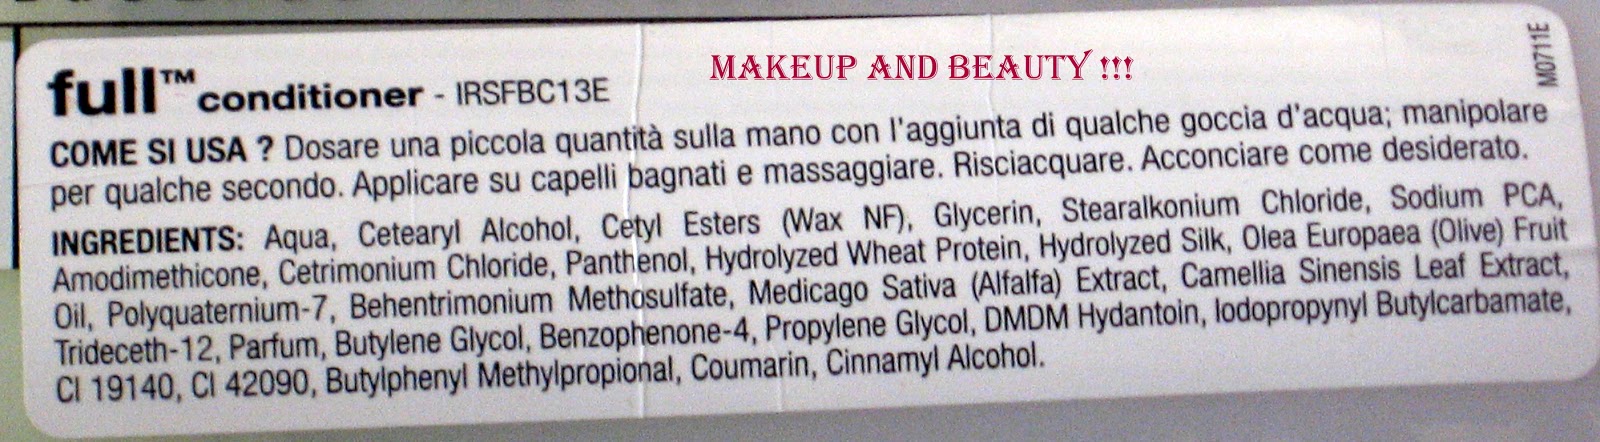 MAKEUP AND BEAUTY !!!
full™ conditioner - IRSFBC13E
M0711E
COME SI USA ? Dosare una piccola quantità sulla mano con l'aggiunta di qualche goccia d'acqua; manipolare
per qualche secondo. Applicare su capelli bagnati e massaggiare. Risciacquare. Acconciare come desiderato.
INGREDIENTS: Aqua, Cetearyl Alcohol, Cetyl Esters (Wax NF), Glycerin, Stearalkonium Chloride, Sodium PCA,
Amodimethicone, Cetrimonium Chloride, Panthenol, Hydrolyzed Wheat Protein, Hydrolyzed Silk, Olea Europaea (Olive) Fruit
Oil, Polyquaternium-7, Behentrimonium Methosulfate, Medicago Sativa (Alfalfa) Extract, Camellia Sinensis Leaf Extract,
Trideceth-12, Parfum, Butylene Glycol, Benzophenone-4, Propylene Glycol, DMDM Hydantoin, Iodopropynyl Butylcarbamate,
CI 19140, CI 42090, Butylphenyl Methylpropional, Coumarin, Cinnamyl Alcohol.